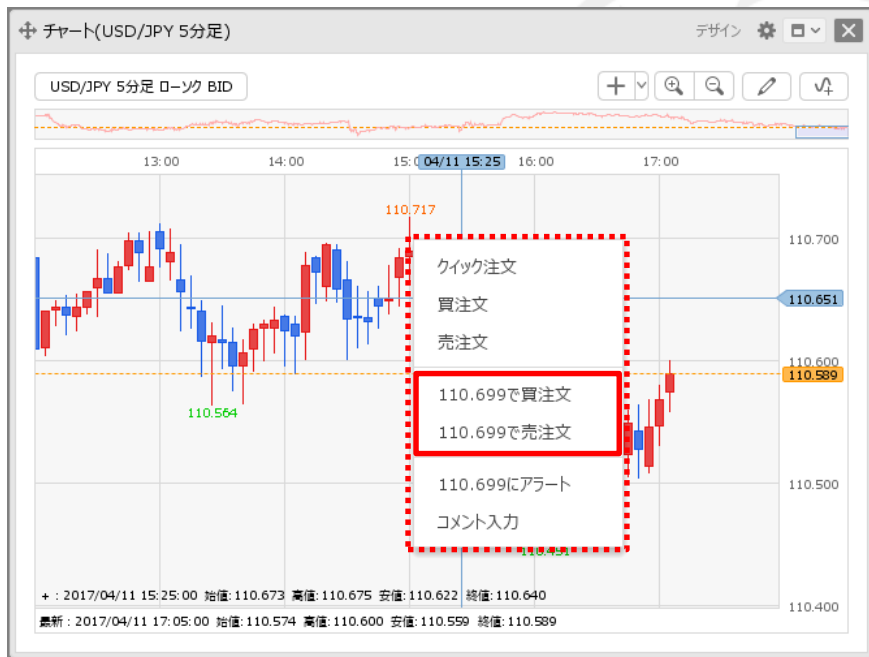 チャート(USD/JPY 5分足)
デザイン
USD/JPY 5分足 ローソク BID
13:00 14:00 15:0 04/11 15:25 16:00 17:00
110.717
110.700
クイック注文
買注文
110.651
売注文
110.600
110.589
110.699で買注文
110.564
110.699で売注文
110.699にアラート
110.500
コメント入力
+ : 2017/04/11 15:25:00 始値:110.673 高値:110.675 安値:110.622 終値:110.640
110.400
最新 : 2017/04/11 17:05:00 始値:110.574 高値:110.600 安値:110.559 終値:110.589